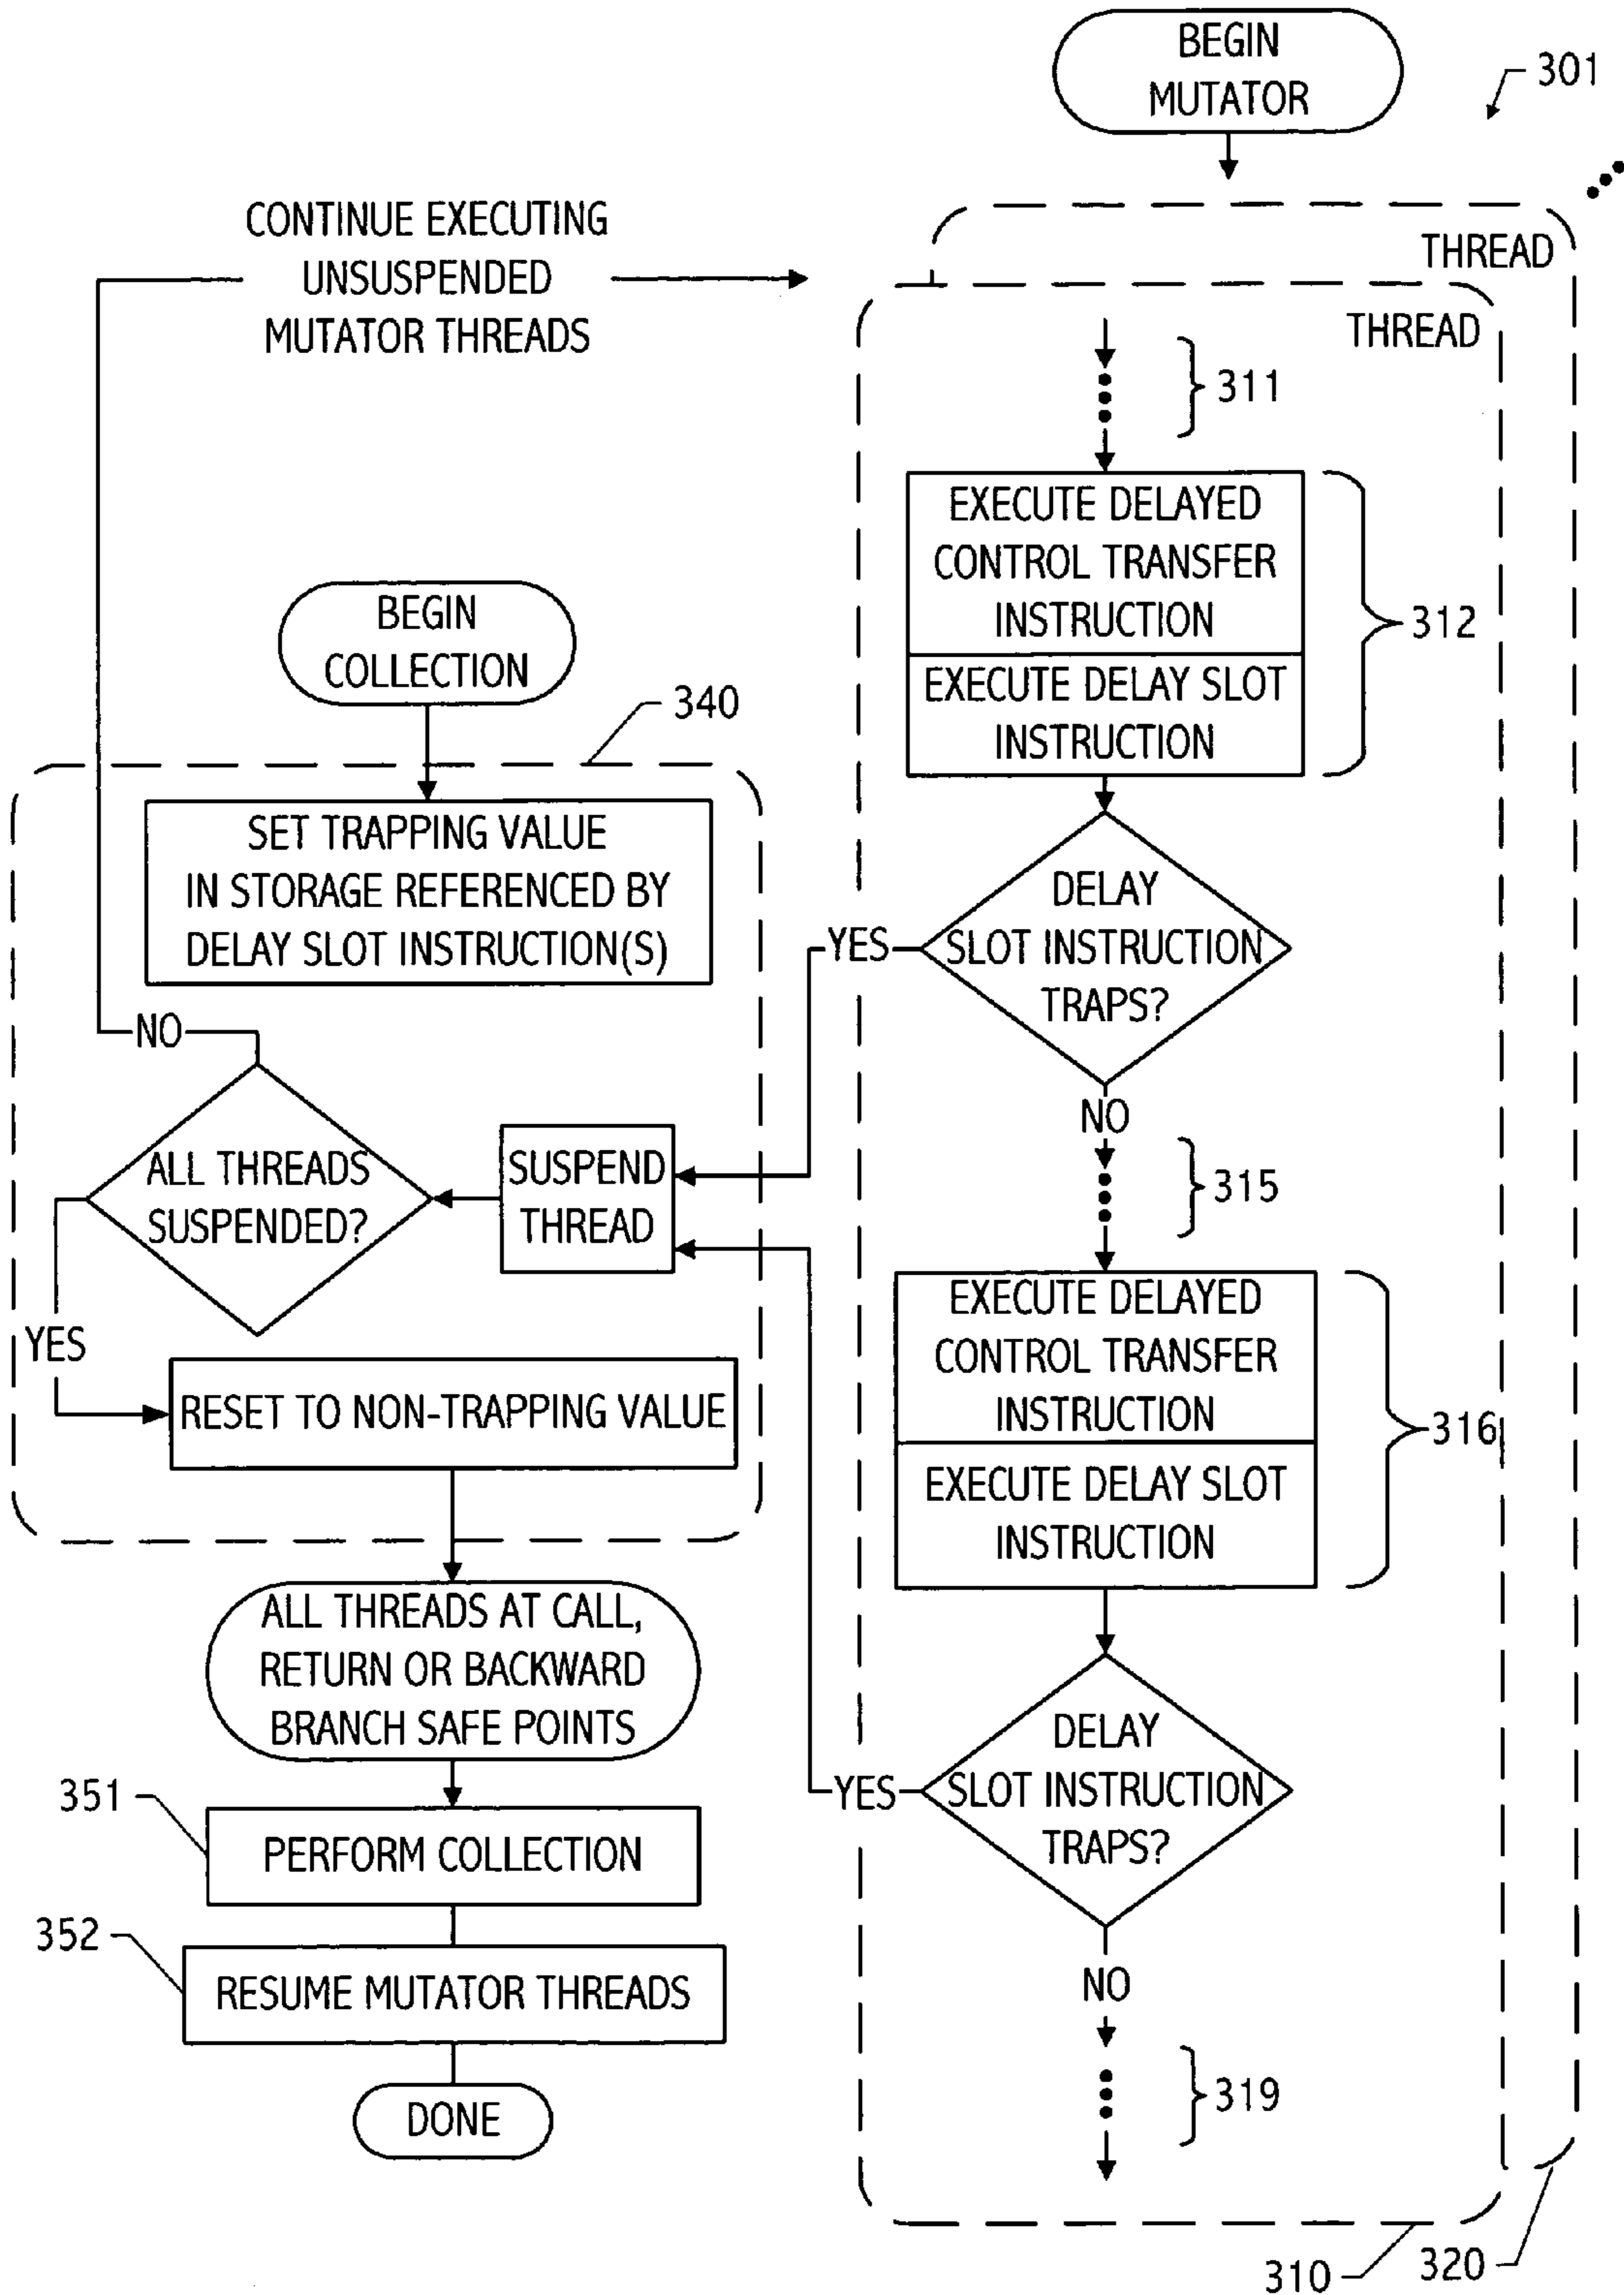 BEGIN
MUTATOR
301
CONTINUE EXECUTING
UNSUSPENDED
MUTATOR THREADS
THREAD
THREAD
311
EXECUTE DELAYED
CONTROL TRANSFER
INSTRUCTION
EXECUTE DELAY SLOT
INSTRUCTION
312
BEGIN
COLLECTION
340
SET TRAPPING VALUE
IN STORAGE REFERENCED BY
DELAY SLOT INSTRUCTION(S)
DELAY
SLOT INSTRUCTION
TRAPS?
YES
NO
NO
ALL THREADS
SUSPENDED?
SUSPEND
THREAD
315
YES
RESET TO NON-TRAPPING VALUE
EXECUTE DELAYED
CONTROL TRANSFER
INSTRUCTION
EXECUTE DELAY SLOT
INSTRUCTION
316
ALL THREADS AT CALL,
RETURN OR BACKWARD
BRANCH SAFE POINTS
DELAY
SLOT INSTRUCTION
TRAPS?
YES
NO
351
PERFORM COLLECTION
352
RESUME MUTATOR THREADS
DONE
319
310
320